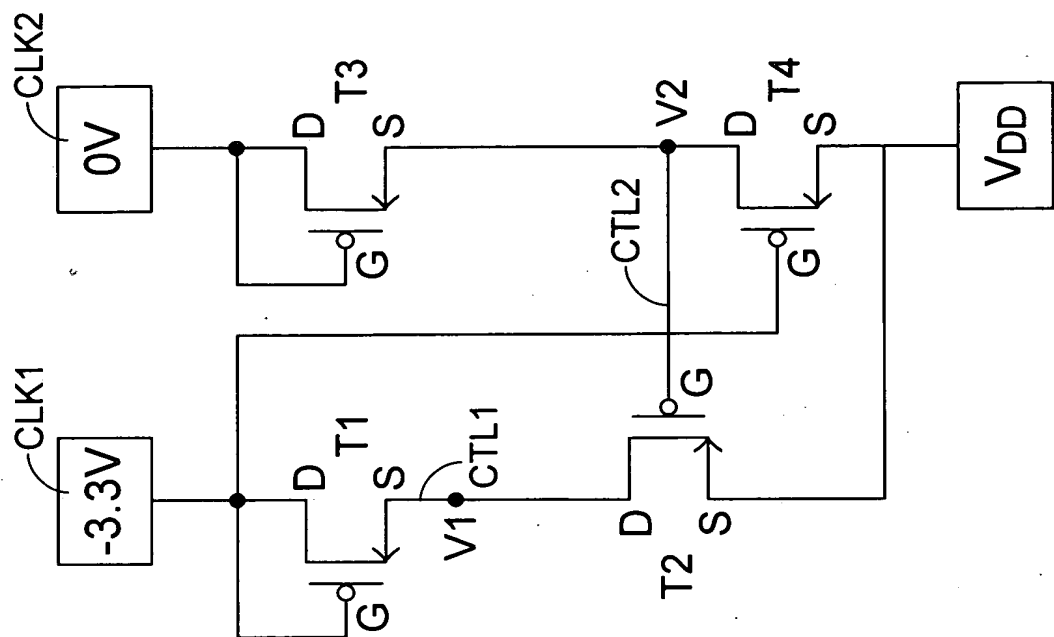 CLK1
CLK2
-3.3V
0V
D
T1
G
S
CTL1
V1
D
T3
G
S
CTL2
V2
G
D
T2
S
D
T4
G
S
VDD